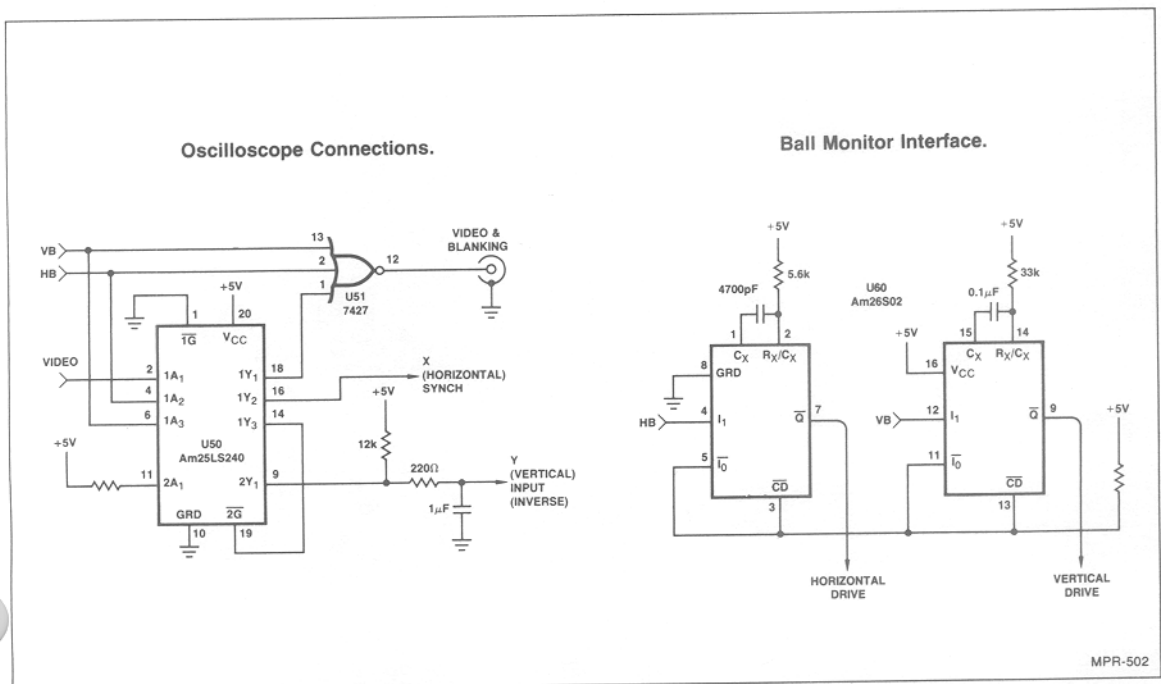 Oscilloscope Connections.
VB
HB
13
2
1
12
U51
7427
VIDEO &
BLANKING
+5V
1
20
1G
VCC
VIDEO
2
1A1
1Y1
18
4
1A2
1Y2
16
6
1A3
1Y3
14
X
(HORIZONTAL)
SYNCH
U50
Am25LS240
+5V
11
2A1
2Y1
9
+5V
12k
220Ω
1μF
Y
(VERTICAL)
INPUT
(INVERSE)
GRD
2G
10
19
Ball Monitor Interface.
+5V
5.6k
4700pF
1
2
CX
RX/CX
8
GRD
HB
4
I1
Q
7
5
I0
CD
3
HORIZONTAL
DRIVE
U60
Am26S02
+5V
33k
0.1μF
15
14
CX
RX/CX
+5V
16
VCC
VB
12
I1
Q
9
11
I0
CD
13
+5V
VERTICAL
DRIVE
MPR-502